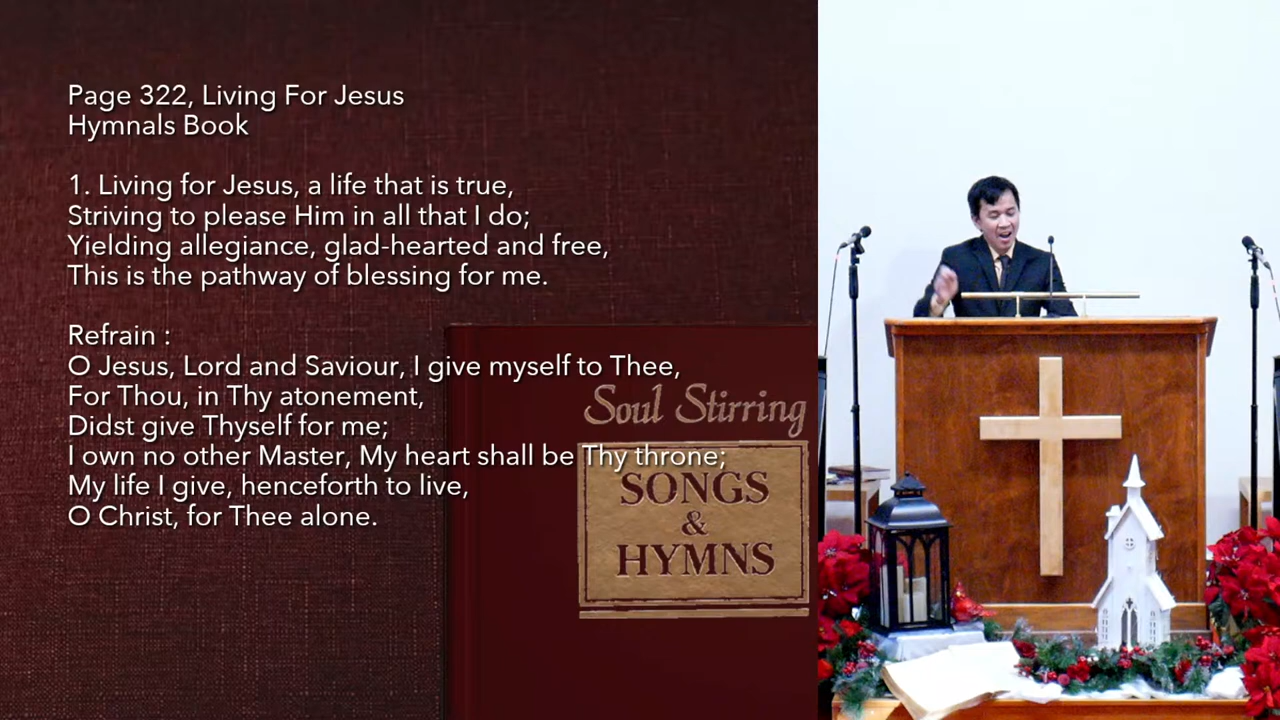 Page 322, Living For Jesus
Hymnals Book
1. Living for Jesus, a life that is true,
Striving to please Him in all that I do;
Yielding allegiance, glad-hearted and free,
This is the pathway of blessing for me.
Refrain :
O Jesus, Lord and Saviour, I give myself to Thee,
For Thou, in Thy atonement,
Didst give Thyself for me;
I own no other Master, My heart shall be Thy throne;
My life I give, henceforth to live,
O Christ, for Thee alone.
Soul Stirring
SONGS
&
HYMNS